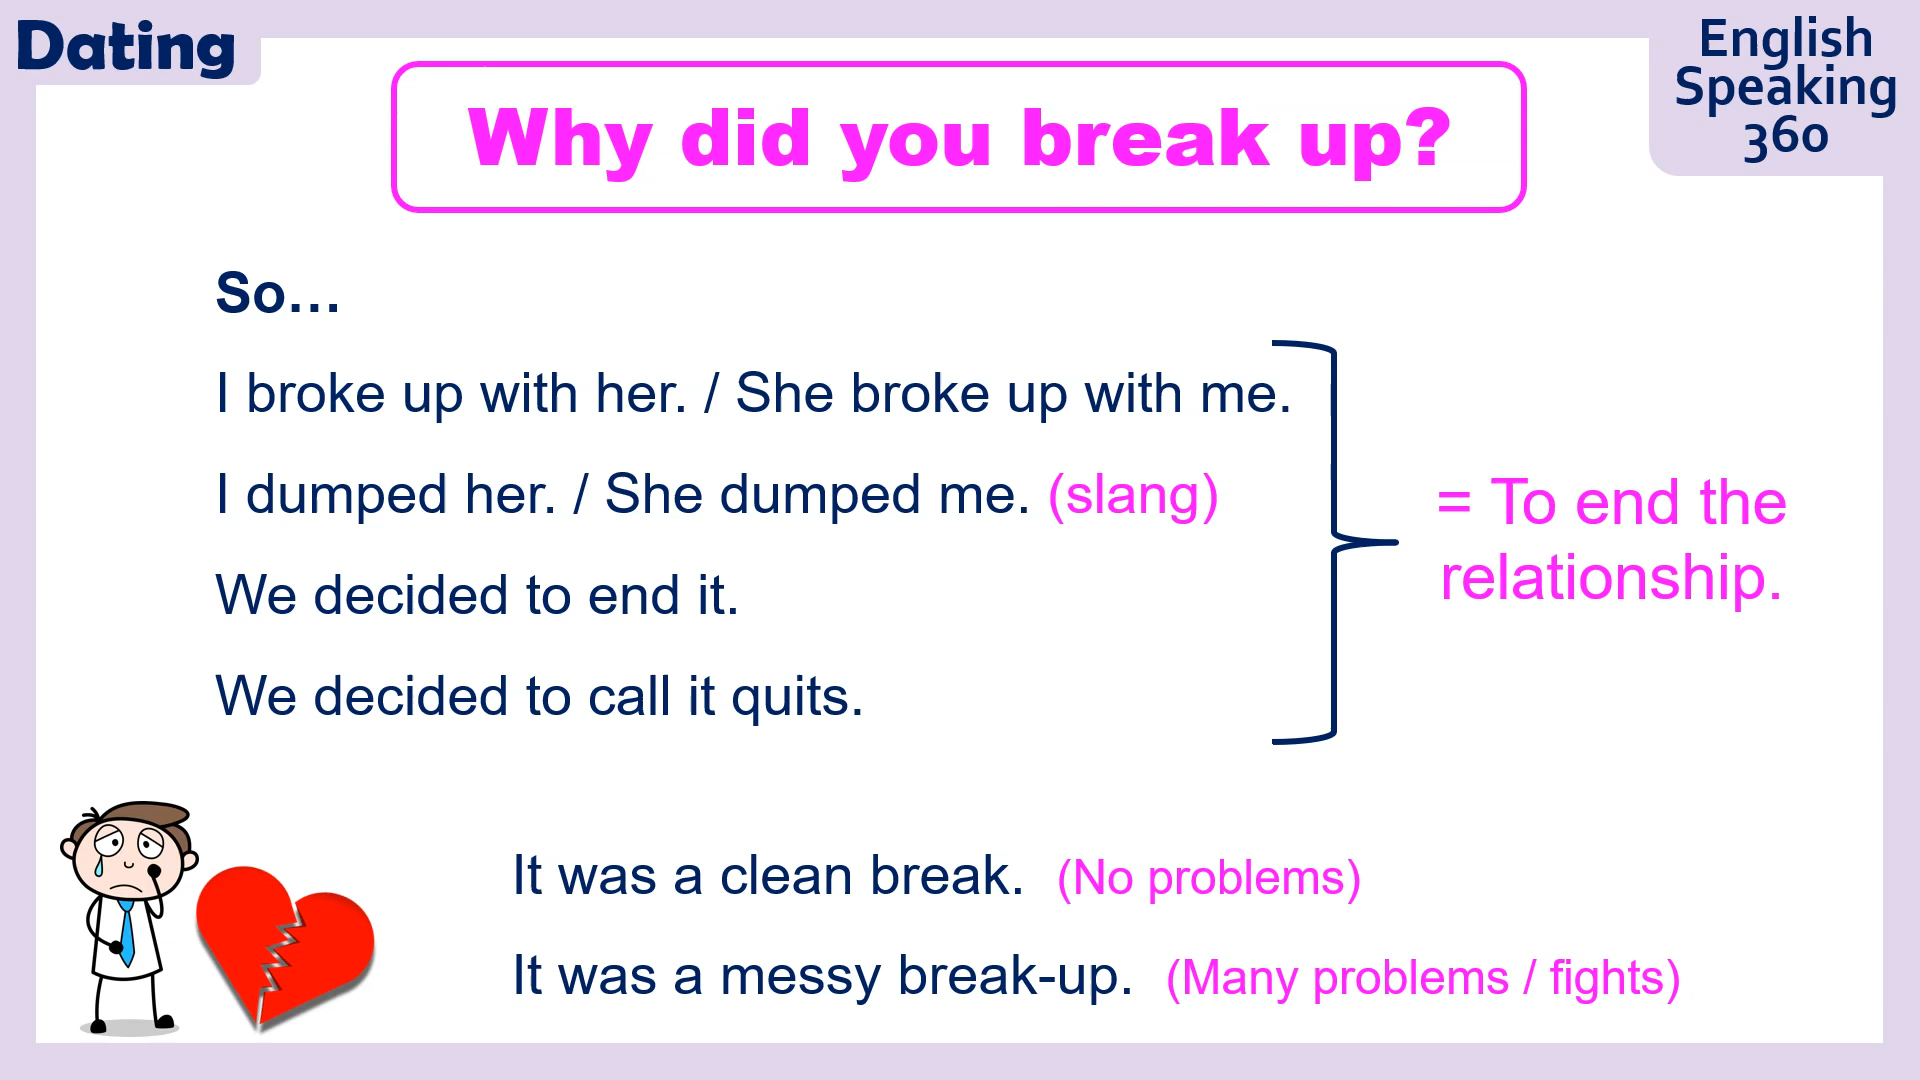 Dating
English
Speaking
360
Why did you break up?
So…
I broke up with her. / She broke up with me.
I dumped her. / She dumped me. (slang)
We decided to end it.
We decided to call it quits.
= To end the
relationship.
It was a clean break. (No problems)
It was a messy break-up. (Many problems / fights)